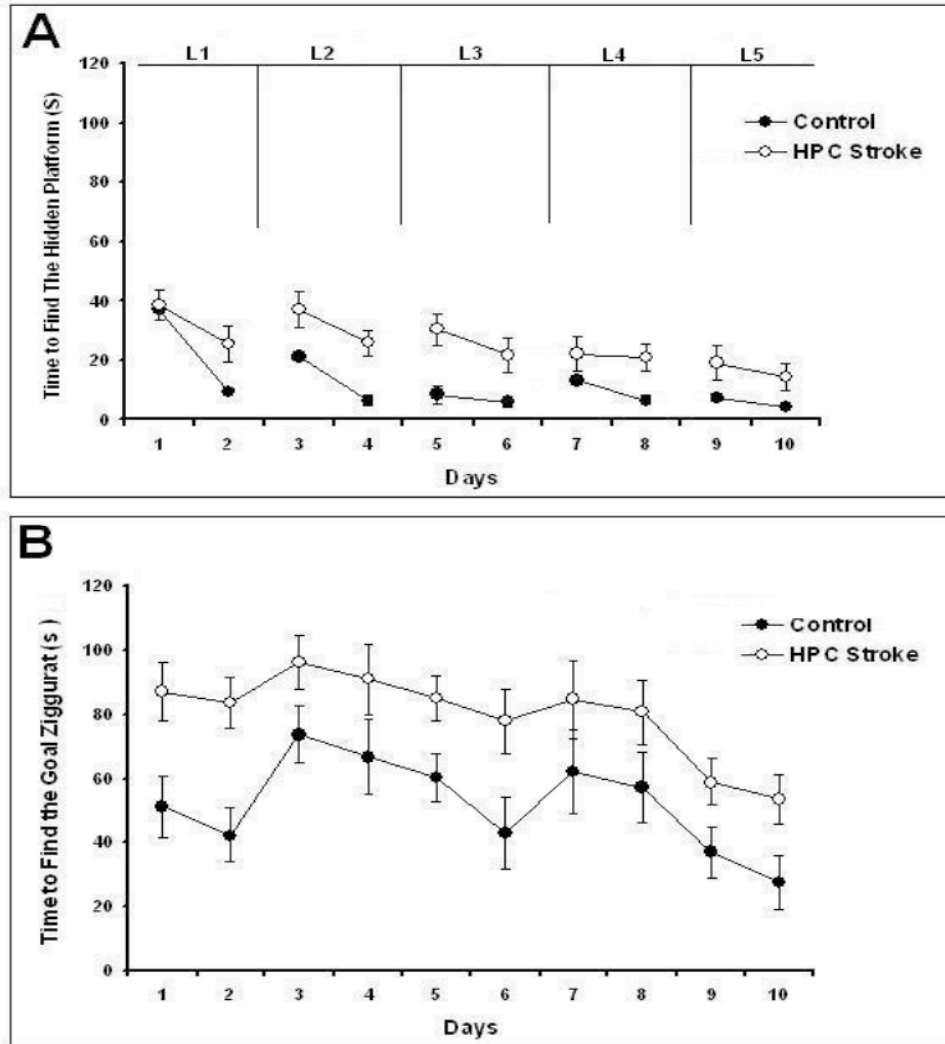 A
L1 L2 L3 L4 L5
Time to Find The Hidden Platform (S)
120
100
80
60
40
20
0
Control
HPC Stroke
1 2 3 4 5 6 7 8 9 10
Days
B
Time to Find the Goal Ziggurat (s)
120
100
80
60
40
20
0
Control
HPC Stroke
1 2 3 4 5 6 7 8 9 10
Days